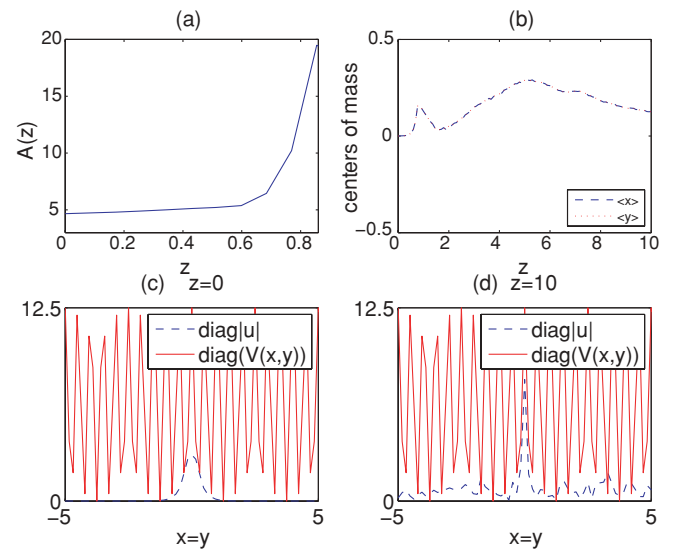 (a)
20
15
10
5
0
0.2
0.4
0.6
0.8
A(z)
z
(b)
0.5
0
−0.5
0
2
4
6
8
10
centers of mass
z
<x>
<y>
(c)
z=0
12.5
0
−5
5
x=y
diag|u|
diag(V(x,y))
(d)
z=10
12.5
0
−5
5
x=y
diag|u|
diag(V(x,y))